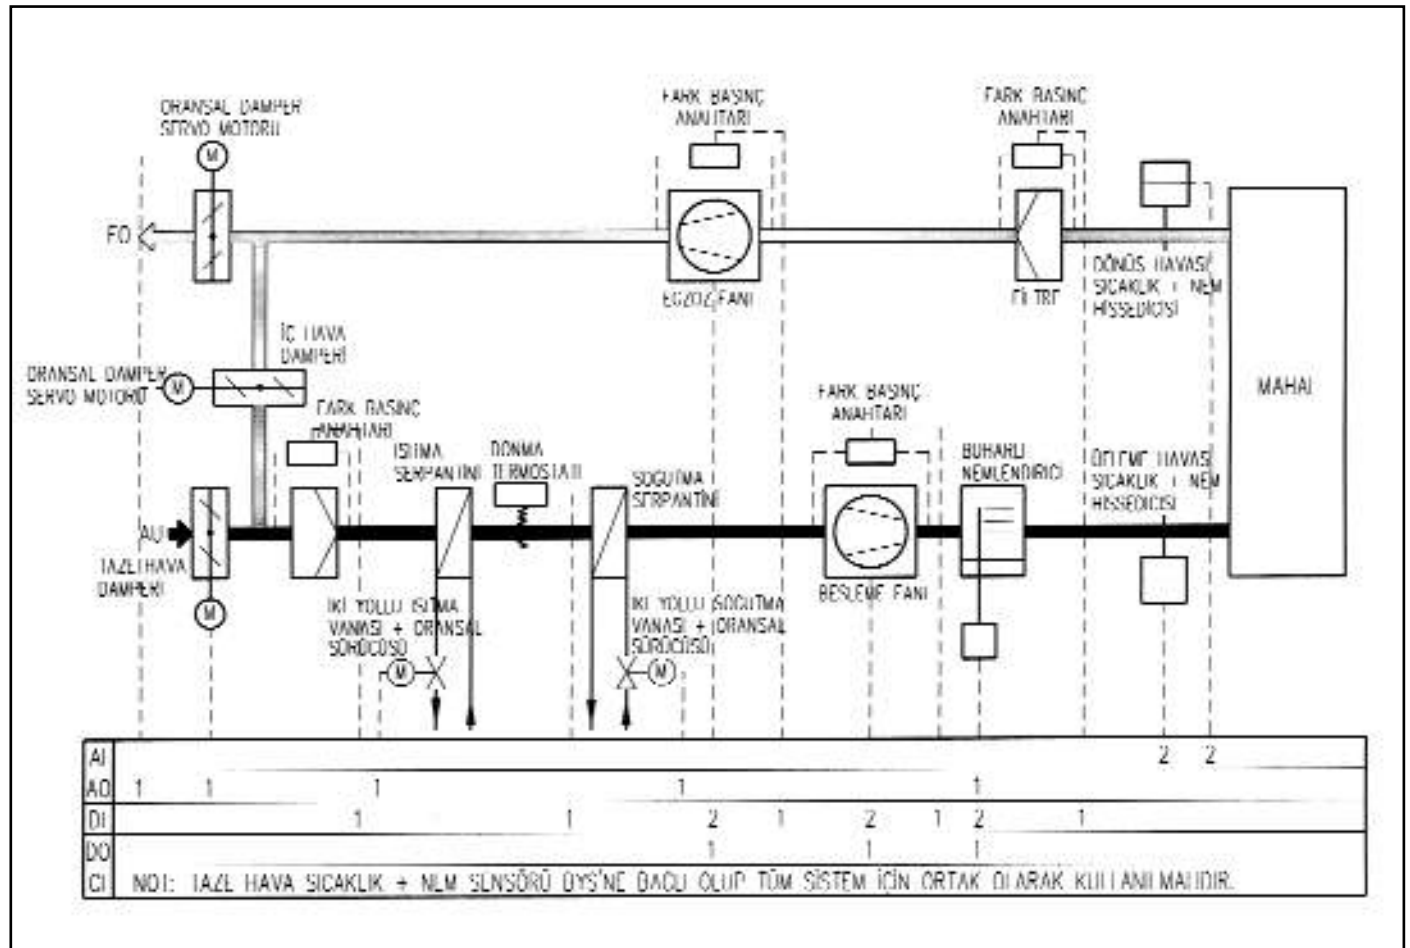 ORANSAL DAMPER
SERVO MOTORU
M
FARK BASINÇ
ANAHTARI
FARK BASINÇ
ANAHTARI
EGZOZ FANI
FİLTRE
DÖNÜŞ HAVASI
SICAKLIK + NEM
HİSSEDİCİSİ
İÇ HAVA
DAMPERİ
ORANSAL DAMPER
SERVO MOTORU
M
MAHAL
FARK BASINÇ
ANAHTARI
FARK BASINÇ
ANAHTARI
ISITMA
SERPANTİNİ
DONMA
TERMOSTATI
SOĞUTMA
SERPANTİNİ
BUHARLI
NEMLENDİRİCİ
ÜFLEME HAVASI
SICAKLIK + NEM
HİSSEDİCİSİ
TAZE HAVA
DAMPERİ
M
BESLEME FANI
İKİ YOLLU ISITMA
VANASI + ORANSAL
SÜRÜCÜSÜ
M
İKİ YOLLU SOĞUTMA
VANASI + ORANSAL
SÜRÜCÜSÜ
M
AI 2 2
AO 1 1 1 1 1
DI 1 1 2 1 2 1 2 1
DO 1 1 1
CI NOT: TAZE HAVA SICAKLIK + NEM SENSÖRÜ BYS'NE BAĞLI OLUP TÜM SİSTEM İÇİN ORTAK OLARAK KULLANILMALIDIR.